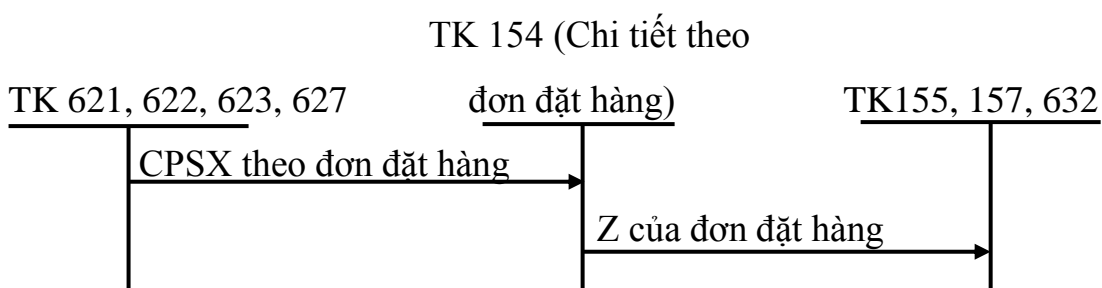 TK 154 (Chi tiết theo
TK 621, 622, 623, 627 đơn đặt hàng) TK155, 157, 632
CPSX theo đơn đặt hàng
Z của đơn đặt hàng